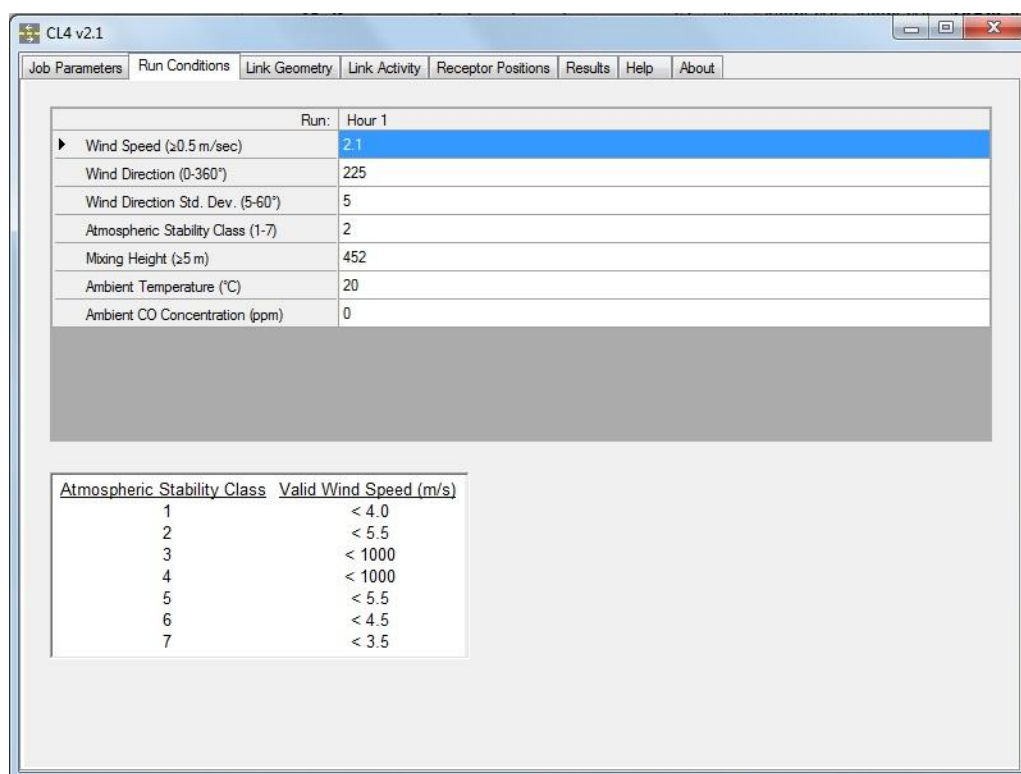 CL4 v2.1
Job Parameters Run Conditions Link Geometry Link Activity Receptor Positions Results Help About
Run: Hour 1
Wind Speed (≥0.5 m/sec) 2.1
Wind Direction (0-360°) 225
Wind Direction Std. Dev. (5-60°) 5
Atmospheric Stability Class (1-7) 2
Mixing Height (≥5 m) 452
Ambient Temperature (°C) 20
Ambient CO Concentration (ppm) 0
Atmospheric Stability Class Valid Wind Speed (m/s)
1 < 4.0
2 < 5.5
3 < 1000
4 < 1000
5 < 5.5
6 < 4.5
7 < 3.5